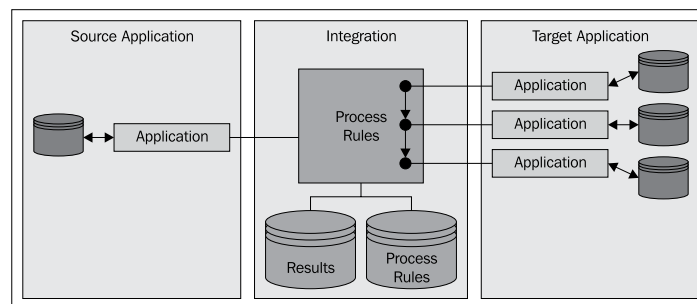 Source Application
Integration
Target Application
Application
Process
Rules
Application
Application
Application
Results
Process
Rules